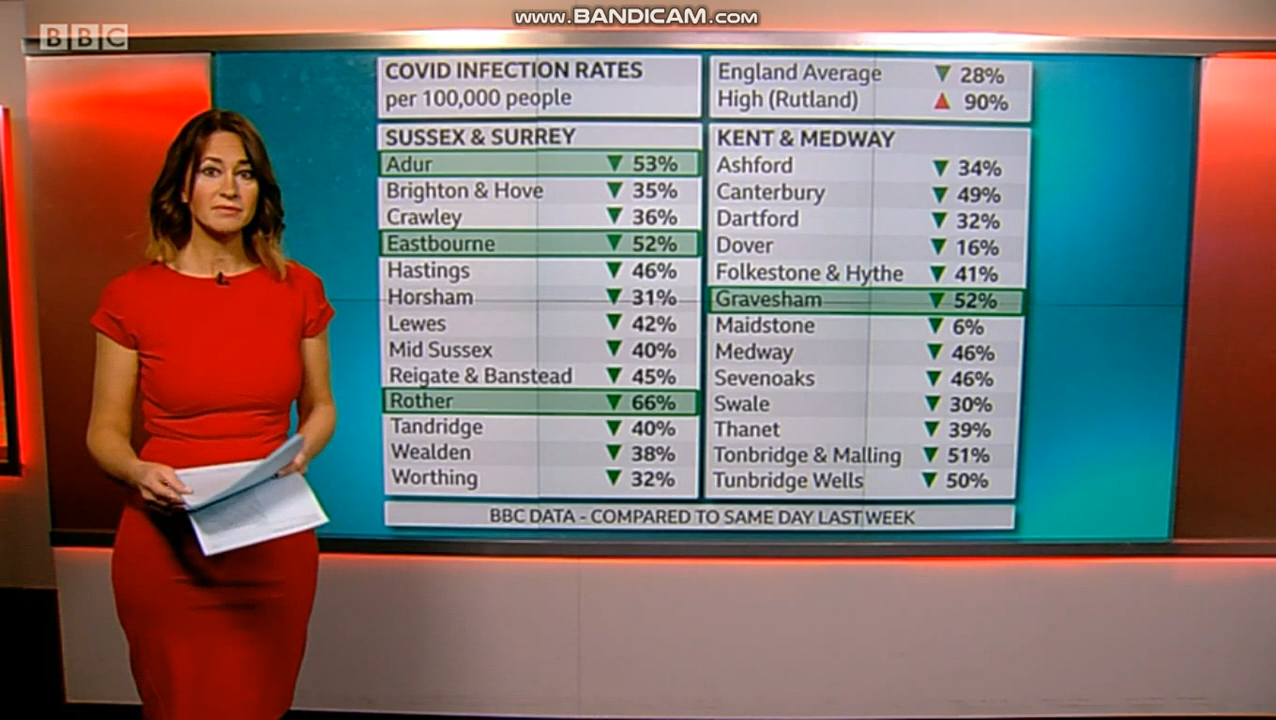 www.BANDICAM.com
BBC
COVID INFECTION RATES
per 100,000 people
England Average ▼ 28%
High (Rutland) ▲ 90%
SUSSEX & SURREY
Adur ▼ 53%
Brighton & Hove ▼ 35%
Crawley ▼ 36%
Eastbourne ▼ 52%
Hastings ▼ 46%
Horsham ▼ 31%
Lewes ▼ 42%
Mid Sussex ▼ 40%
Reigate & Banstead ▼ 45%
Rother ▼ 66%
Tandridge ▼ 40%
Wealden ▼ 38%
Worthing ▼ 32%
KENT & MEDWAY
Ashford ▼ 34%
Canterbury ▼ 49%
Dartford ▼ 32%
Dover ▼ 16%
Folkestone & Hythe ▼ 41%
Gravesham ▼ 52%
Maidstone ▼ 6%
Medway ▼ 46%
Sevenoaks ▼ 46%
Swale ▼ 30%
Thanet ▼ 39%
Tonbridge & Malling ▼ 51%
Tunbridge Wells ▼ 50%
BBC DATA - COMPARED TO SAME DAY LAST WEEK